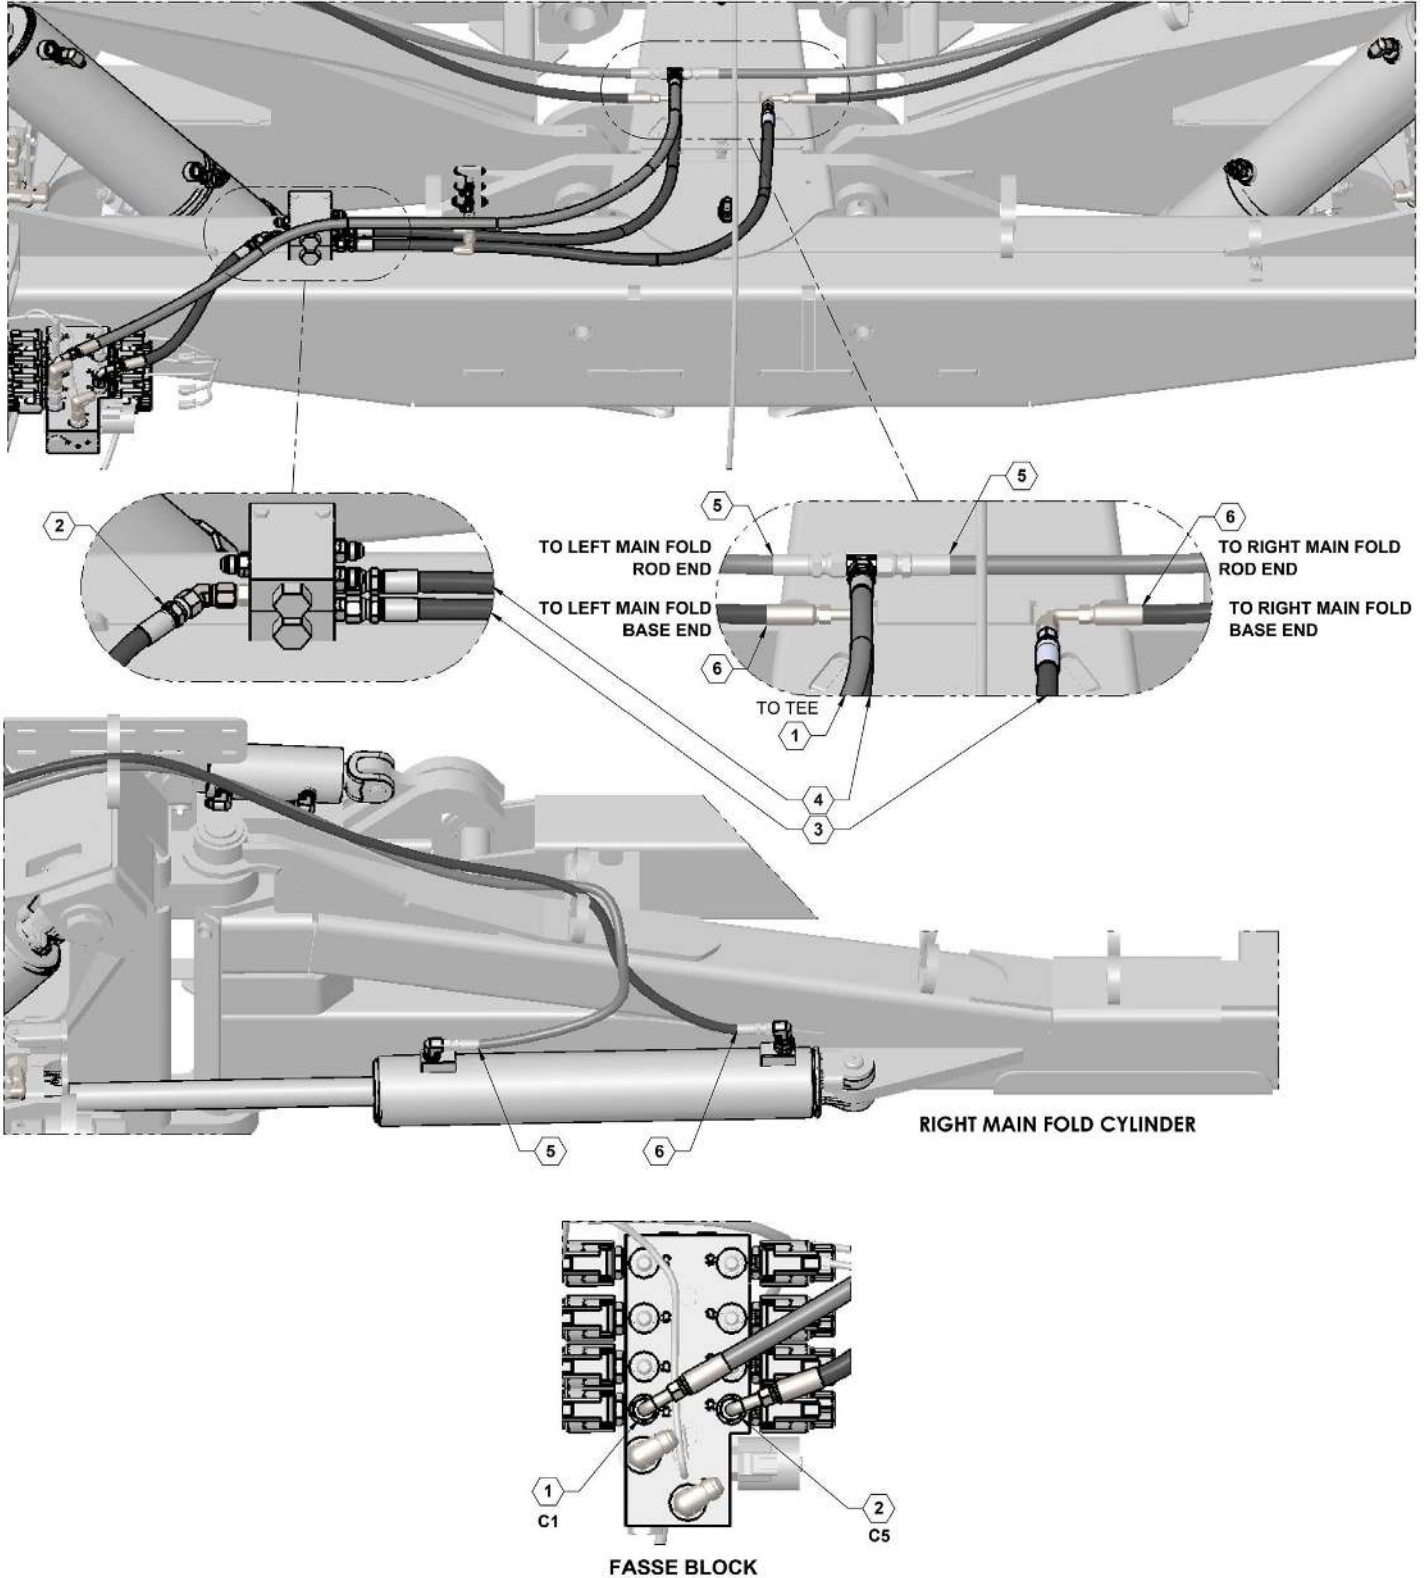 5
5
2
6
TO LEFT MAIN FOLD
ROD END
TO RIGHT MAIN FOLD
ROD END
TO LEFT MAIN FOLD
BASE END
TO RIGHT MAIN FOLD
BASE END
6
TO TEE
1
4
3
RIGHT MAIN FOLD CYLINDER
5
6
1
C1
2
C5
FASSE BLOCK